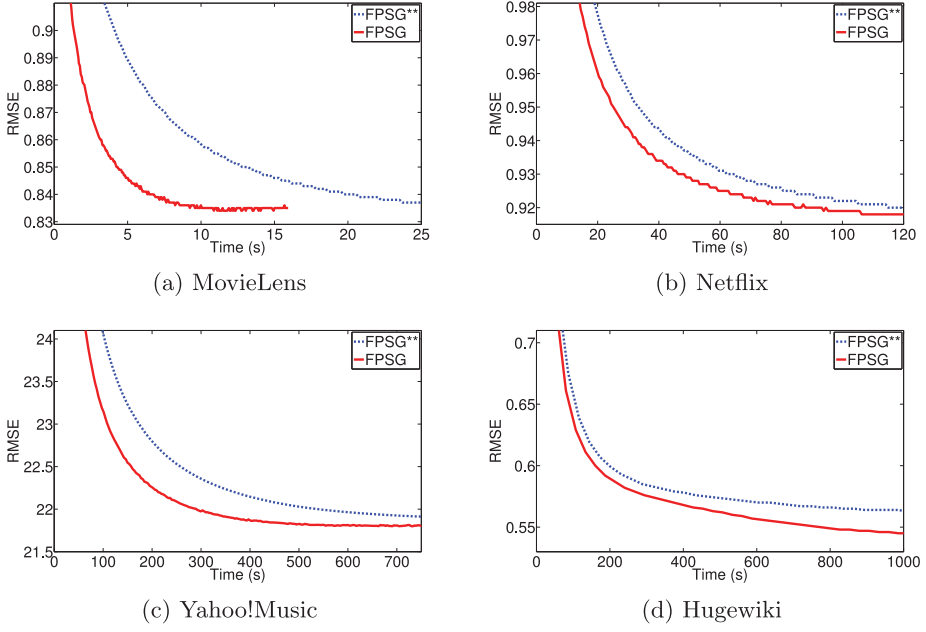 0.9
0.89
0.88
0.87
0.86
0.85
0.84
0.83
RMSE
0 5 10 15 20 25
Time (s)
FPSG**
FPSG
(a) MovieLens
0.98
0.97
0.96
0.95
0.94
0.93
0.92
RMSE
0 20 40 60 80 100 120
Time (s)
FPSG**
FPSG
(b) Netflix
24
23.5
23
22.5
22
21.5
RMSE
0 100 200 300 400 500 600 700
Time (s)
FPSG**
FPSG
(c) Yahoo!Music
0.7
0.65
0.6
0.55
RMSE
0 200 400 600 800 1000
Time (s)
FPSG**
FPSG
(d) Hugewiki